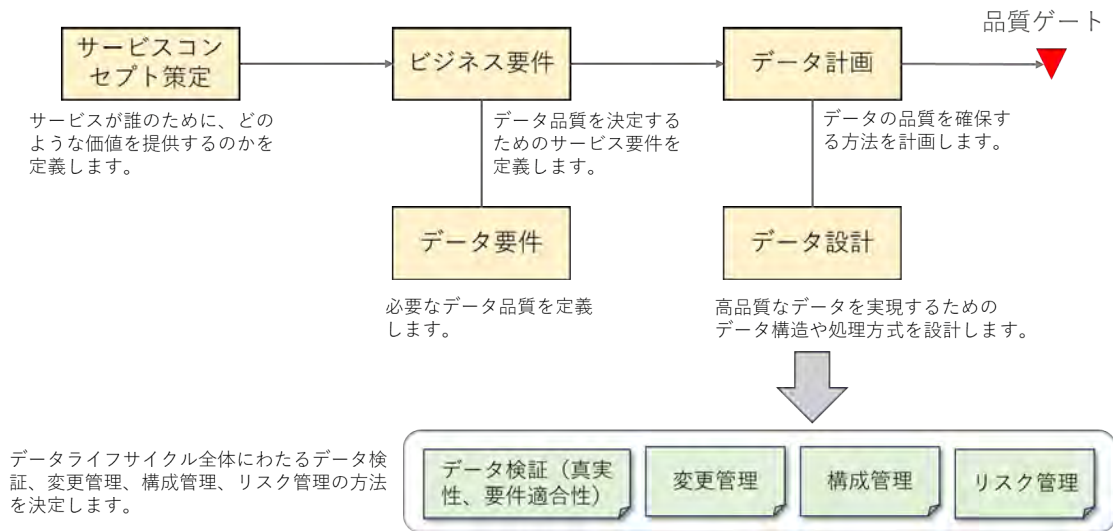 品質ゲート
サービスコン
セプト策定
ビジネス要件
データ計画
サービスが誰のために、どの
ような価値を提供するのかを
定義します。
データ品質を決定する
ためのサービス要件を
定義します。
データの品質を確保す
る方法を計画します。
データ要件
データ設計
必要なデータ品質を定義
します。
高品質なデータを実現するための
データ構造や処理方式を設計します。
データライフサイクル全体にわたるデータ検
証、変更管理、構成管理、リスク管理の方法
を決定します。
データ検証（真実
性、要件適合性）
変更管理
構成管理
リスク管理